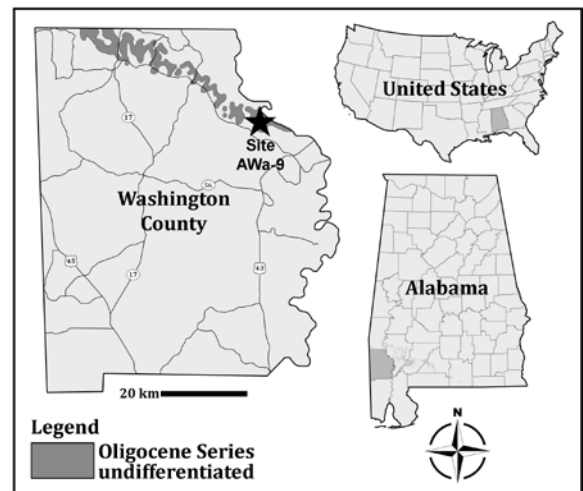 United States
17
Site
AWa-9
Washington
County
56
45
17
43
Alabama
20 km
N
Legend
Oligocene Series
undifferentiated